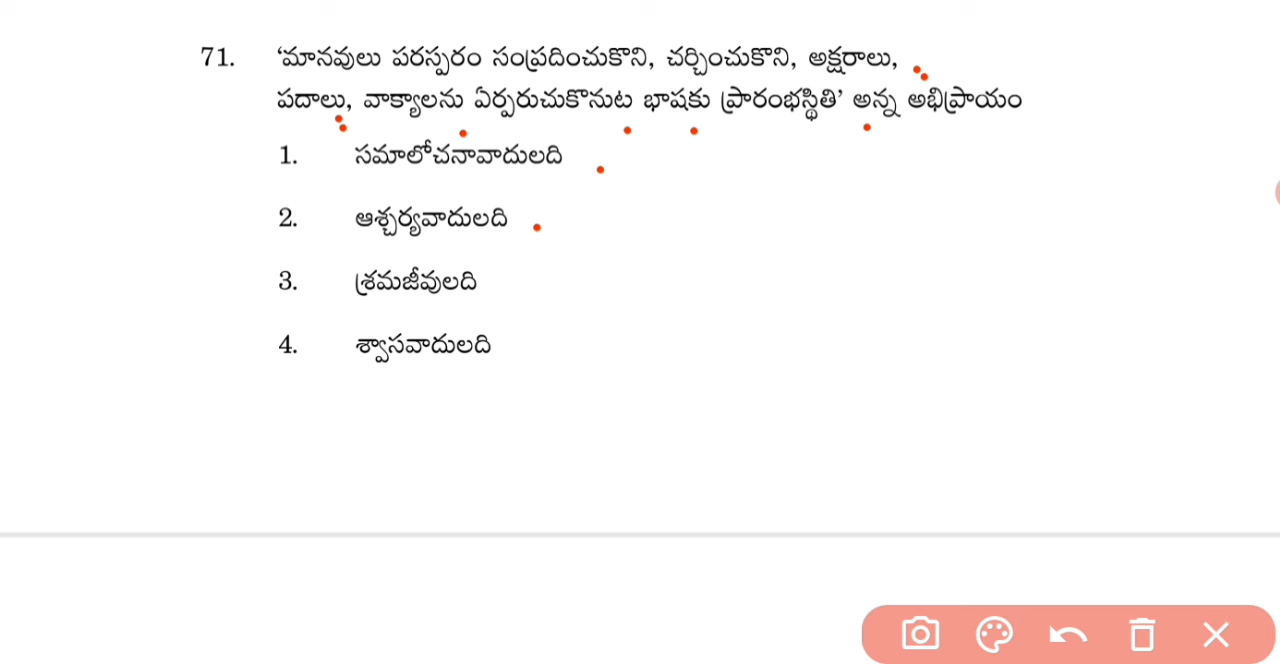 71. ‘మానవులు పరస్పరం సంప్రదించుకొని, చర్చించుకొని, అక్షరాలు,
పదాలు, వాక్యాలను ఏర్పరుచుకొనుట భాషకు ప్రారంభస్థితి’ అన్న అభిప్రాయం
1. సమాలోచనావాదులది
2. ఆశ్చర్యవాదులది
3. శ్రమజీవులది
4. శ్వాసవాదులది